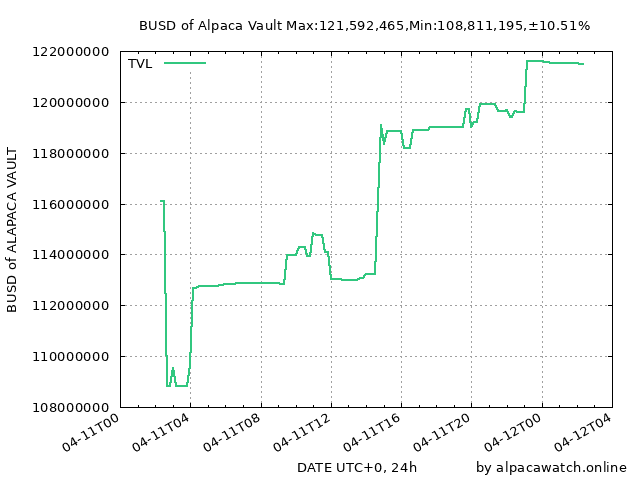 BUSD of Alpaca Vault Max:121,592,465,Min:108,811,195,±10.51%
TVL
122000000
120000000
118000000
116000000
114000000
112000000
110000000
108000000
BUSD of ALAPACA VAULT
04-11T00
04-11T04
04-11T08
04-11T12
04-11T16
04-11T20
04-12T00
04-12T04
DATE UTC+0, 24h
by alpacawatch.online